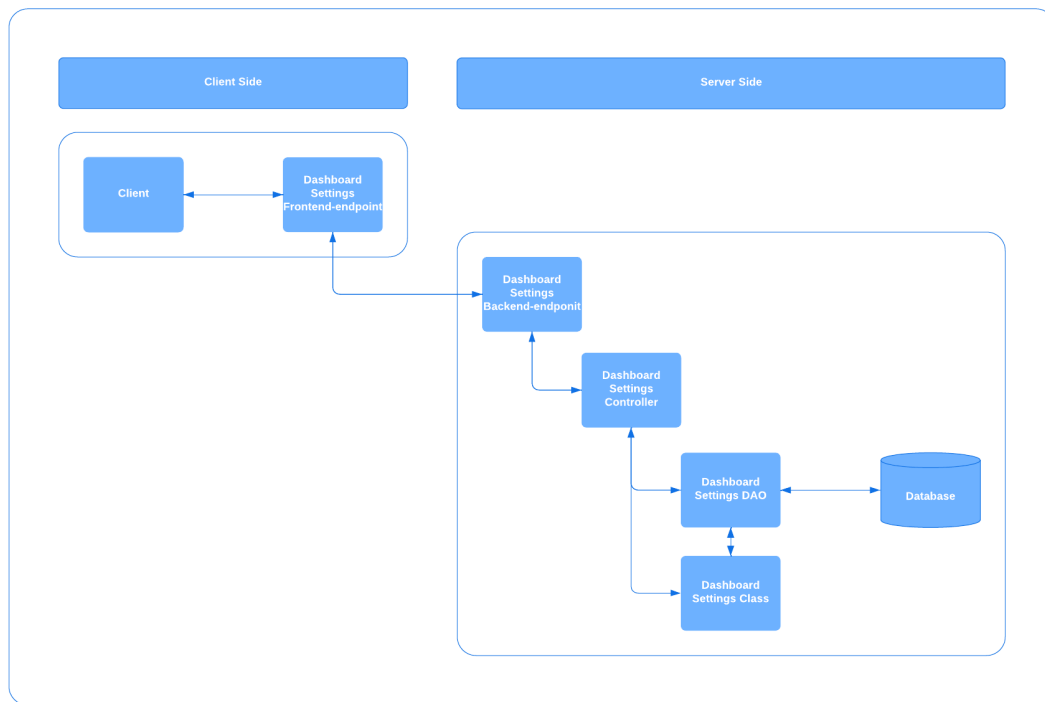 Client Side
Server Side
Client
Dashboard
Settings
Frontend-endpoint
Dashboard
Settings
Backend-endponit
Dashboard
Settings
Controller
Dashboard
Settings DAO
Database
Dashboard
Settings Class